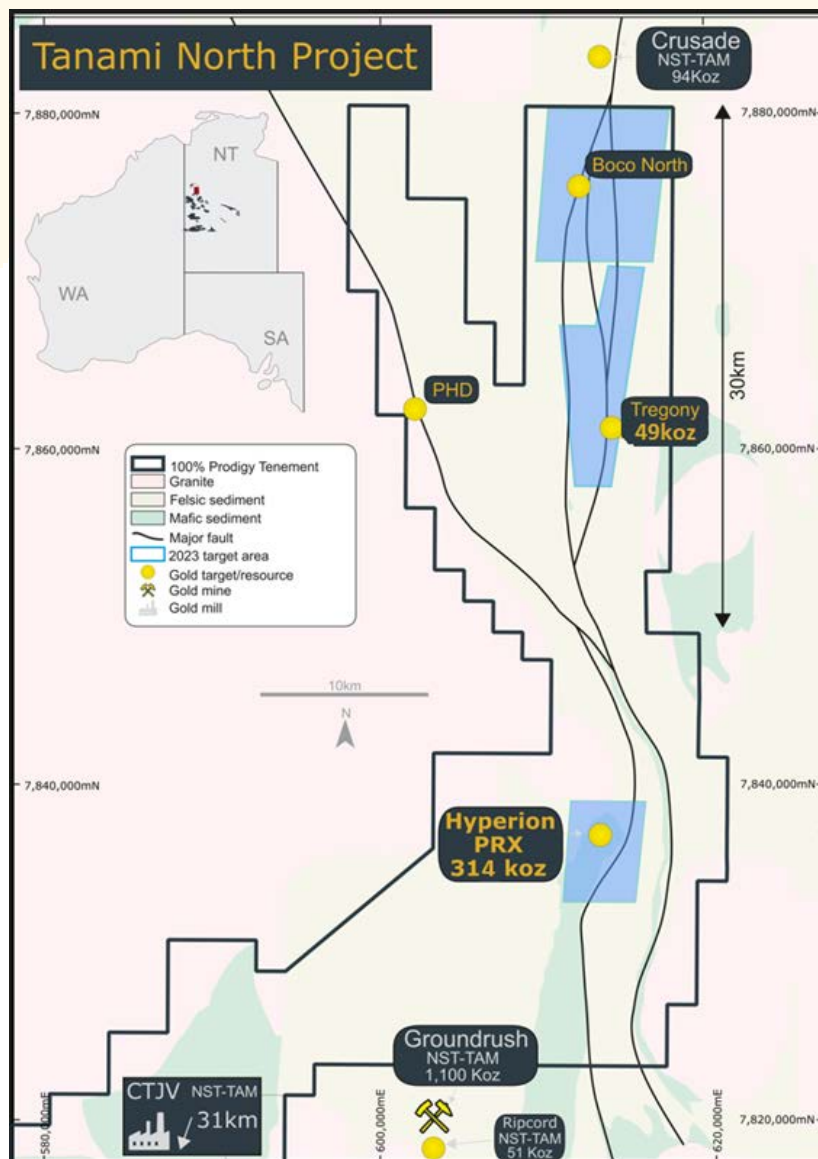 Tanami North Project
Crusade
NST-TAM
94Koz
7,880,000mN
7,880,000mN
NT
WA
SA
Boco North
30km
PHD
Tregony
49koz
7,860,000mN
7,860,000mN
100% Prodigy Tenement
Granite
Felsic sediment
Mafic sediment
Major fault
2023 target area
Gold target/resource
Gold mine
Gold mill
10km
N
7,840,000mN
7,840,000mN
Hyperion
PRX
314 koz
Groundrush
NST-TAM
1,100 Koz
CTJV NST-TAM
31km
Ripcord
NST-TAM
51 Koz
580,000mE
600,000mE
620,000mE
7,820,000mN